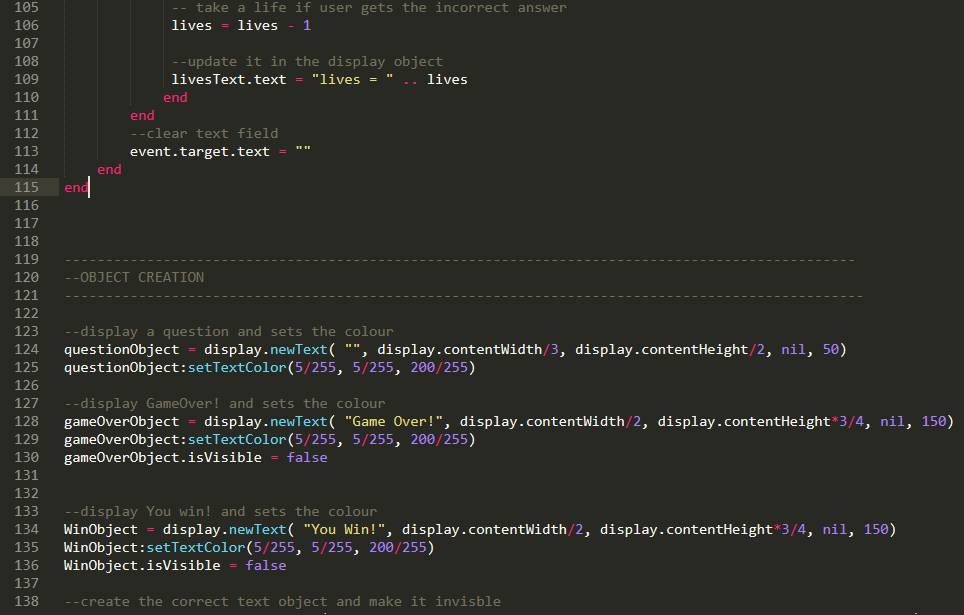 105 -- take a life if user gets the incorrect answer
106 lives = lives - 1
107
108 --update it in the display object
109 livesText.text = "lives = " .. lives
110 end
111 end
112 --clear text field
113 event.target.text = ""
114 end
115 end
116
117
118
119 ------------------------------------------------------------------------------------------------
120 --OBJECT CREATION
121 -------------------------------------------------------------------------------------------------
122
123 --display a question and sets the colour
124 questionObject = display.newText( "", display.contentWidth/3, display.contentHeight/2, nil, 50)
125 questionObject:setTextColor(5/255, 5/255, 200/255)
126
127 --display GameOver! and sets the colour
128 gameOverObject = display.newText( "Game Over!", display.contentWidth/2, display.contentHeight*3/4, nil, 150)
129 gameOverObject:setTextColor(5/255, 5/255, 200/255)
130 gameOverObject.isVisible = false
131
132
133 --display You win! and sets the colour
134 WinObject = display.newText( "You Win!", display.contentWidth/2, display.contentHeight*3/4, nil, 150)
135 WinObject:setTextColor(5/255, 5/255, 200/255)
136 WinObject.isVisible = false
137
138 --create the correct text object and make it invisble